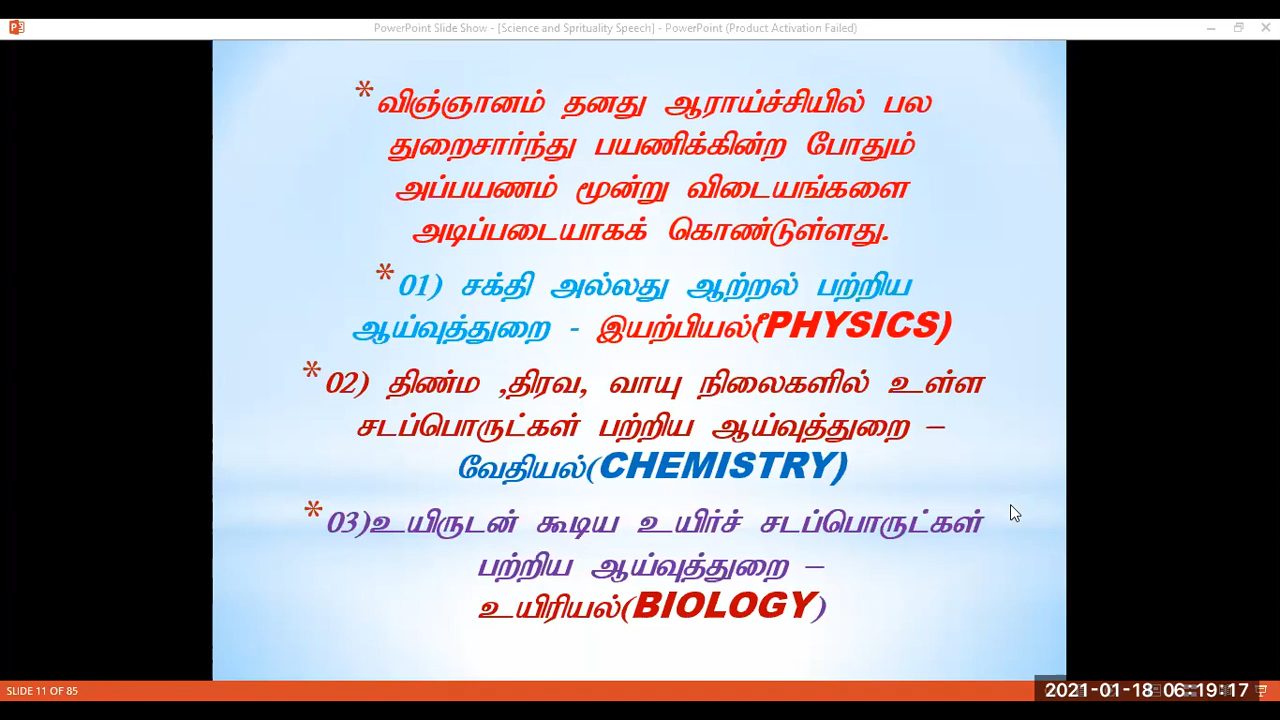 PowerPoint Slide Show - [Science and Sprituality Speech] - PowerPoint (Product Activation Failed)
* விஞ்ஞானம் தனது ஆராய்ச்சியில் பல
துறைசார்ந்து பயணிக்கின்ற போதும்
அப்பயணம் மூன்று விடையங்களை
அடிப்படையாகக் கொண்டுள்ளது.
* 01) சக்தி அல்லது ஆற்றல் பற்றிய
ஆய்வுத்துறை - இயற்பியல்(PHYSICS)
* 02) திண்ம ,திரவ, வாயு நிலைகளில் உள்ள
சடப்பொருட்கள் பற்றிய ஆய்வுத்துறை –
வேதியல்(CHEMISTRY)
* 03)உயிருடன் கூடிய உயிர்ச் சடப்பொருட்கள்
பற்றிய ஆய்வுத்துறை –
உயிரியல்(BIOLOGY)
SLIDE 11 OF 85
2021-01-18 06:19:17